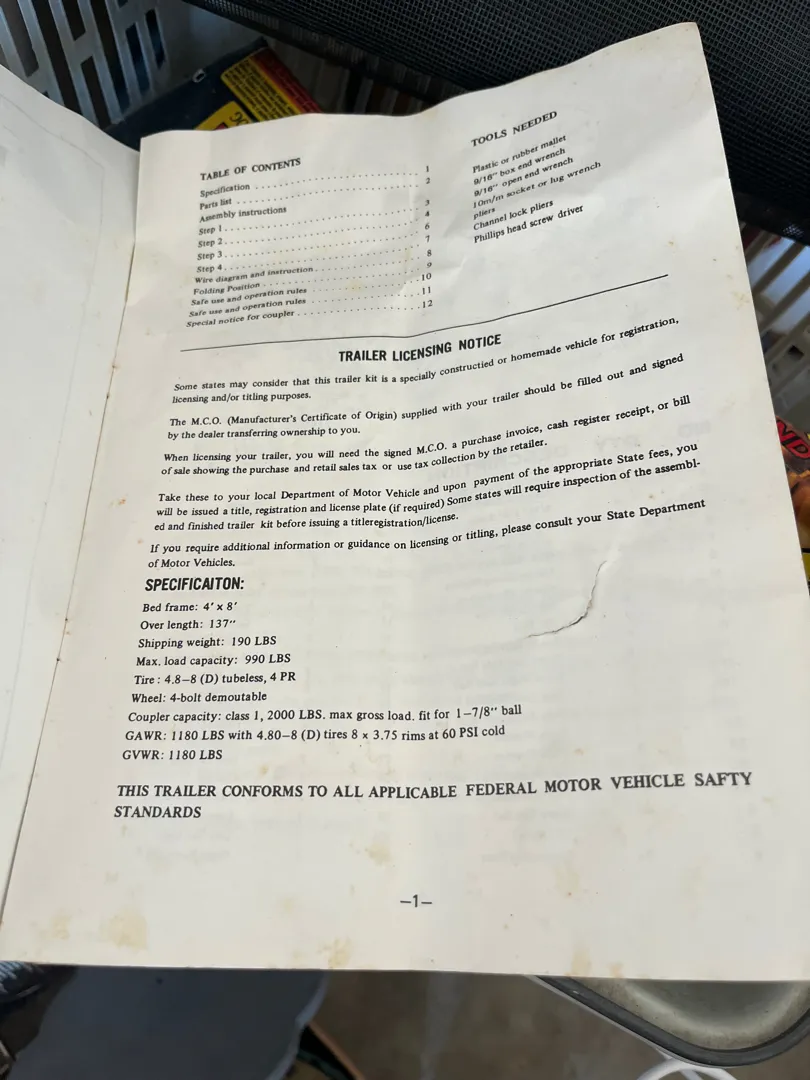 TABLE OF CONTENTS
Specification . . . . . . . . . . . . . . . . . . . . . . 1
Parts list . . . . . . . . . . . . . . . . . . . . . . . . . 2
Assembly instructions
Step 1 . . . . . . . . . . . . . . . . . . . . . . . . . . 3
Step 2 . . . . . . . . . . . . . . . . . . . . . . . . . . 4
Step 3 . . . . . . . . . . . . . . . . . . . . . . . . . . 6
Step 4 . . . . . . . . . . . . . . . . . . . . . . . . . . 7
Wire diagram and instruction . . . . . . . . . . . . . . . 8
Folding Position . . . . . . . . . . . . . . . . . . . . . 9
Safe use and operation rules . . . . . . . . . . . . . . . 10
Safe use and operation rules . . . . . . . . . . . . . . . 11
Special notice for coupler . . . . . . . . . . . . . . . . 12
TOOLS NEEDED
Plastic or rubber mallet
9/16" box end wrench
9/16" open end wrench
10m/m socket or lug wrench
pliers
Channel lock pliers
Phillips head screw driver
TRAILER LICENSING NOTICE
Some states may consider that this trailer kit is a specially constructied or homemade vehicle for registration,
licensing and/or titling purposes.
The M.C.O. (Manufacturer's Certificate of Origin) supplied with your trailer should be filled out and signed
by the dealer transferring ownership to you.
When licensing your trailer, you will need the signed M.C.O. a purchase invoice, cash register receipt, or bill
of sale showing the purchase and retail sales tax or use tax collection by the retailer.
Take these to your local Department of Motor Vehicle and upon payment of the appropriate State fees, you
will be issued a title, registration and license plate (if required) Some states will require inspection of the assembl-
ed and finished trailer kit before issuing a titleregistration/license.
If you require additional information or guidance on licensing or titling, please consult your State Department
of Motor Vehicles.
SPECIFICAITON:
Bed frame: 4' x 8'
Over length: 137"
Shipping weight: 190 LBS
Max. load capacity: 990 LBS
Tire : 4.8–8 (D) tubeless, 4 PR
Wheel: 4-bolt demoutable
Coupler capacity: class 1, 2000 LBS. max gross load. fit for 1–7/8" ball
GAWR: 1180 LBS with 4.80–8 (D) tires 8 x 3.75 rims at 60 PSI cold
GVWR: 1180 LBS
THIS TRAILER CONFORMS TO ALL APPLICABLE FEDERAL MOTOR VEHICLE SAFTY
STANDARDS
–1–